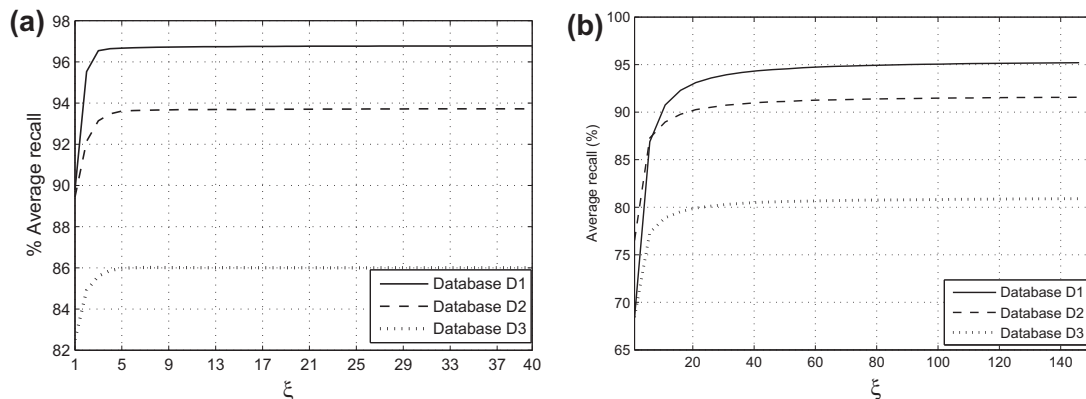 (a)
% Average recall
98
96
94
92
90
88
86
84
82
1 5 9 13 17 21 25 29 33 37 40
ξ
Database D1
Database D2
Database D3
(b)
Average recall (%)
100
95
90
85
80
75
70
65
20 40 60 80 100 120 140
ξ
Database D1
Database D2
Database D3